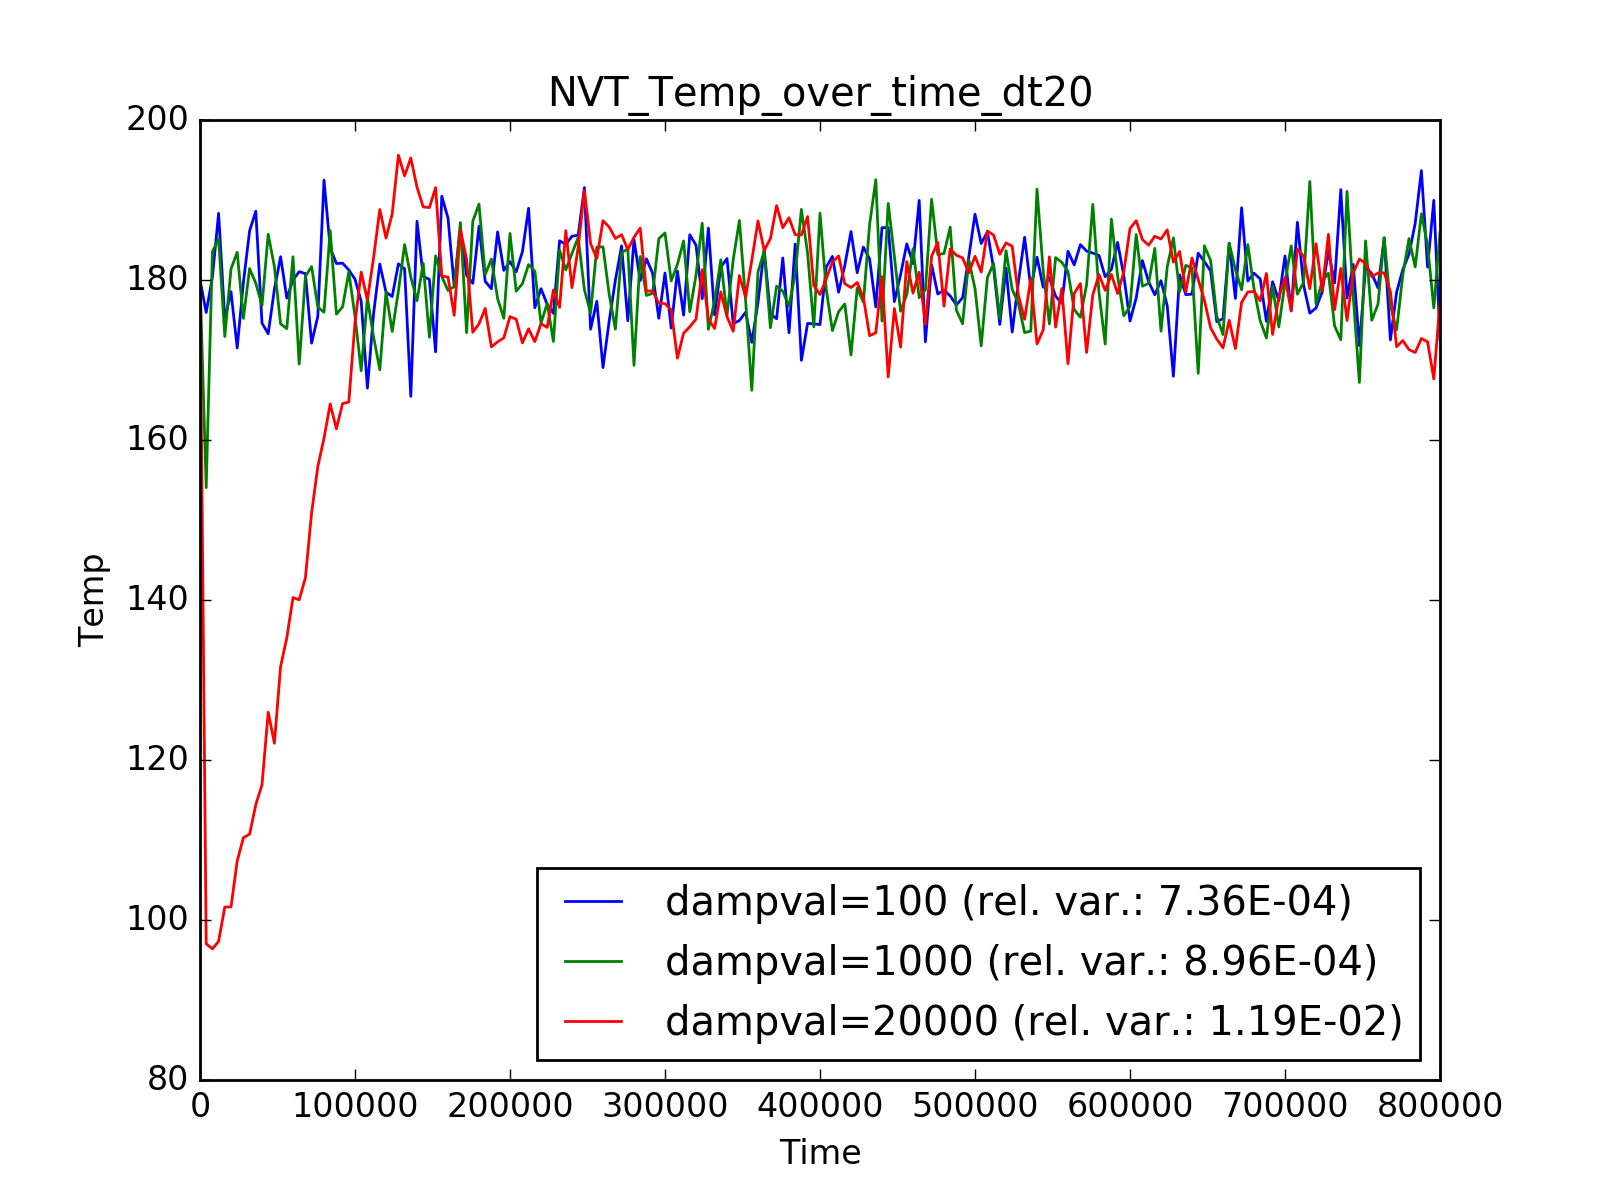 NVT_Temp_over_time_dt20
200
180
160
140
120
100
80
Temp
dampval=100 (rel. var.: 7.36E-04)
dampval=1000 (rel. var.: 8.96E-04)
dampval=20000 (rel. var.: 1.19E-02)
0 100000 200000 300000 400000 500000 600000 700000 800000
Time